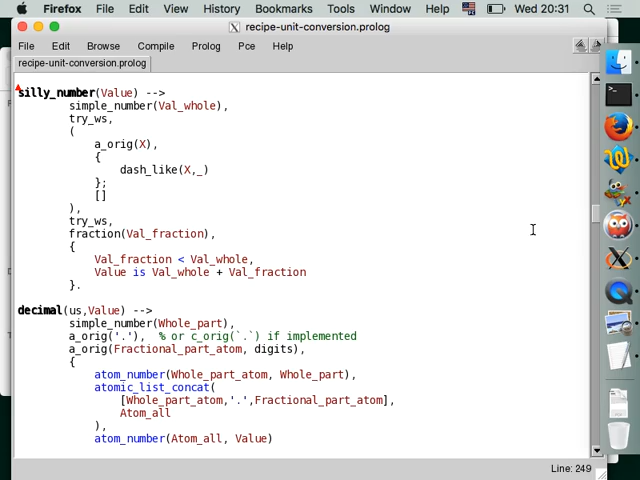 Firefox File Edit View History Bookmarks Tools Window Help Wed 20:31
recipe-unit-conversion.prolog
File Edit Browse Compile Prolog Pce Help
recipe-unit-conversion.prolog
silly_number(Value) -->
simple_number(Val_whole),
try_ws,
(
a_orig(X),
{
dash_like(X,_)
};
[]
),
try_ws,
fraction(Val_fraction),
{
Val_fraction < Val_whole,
Value is Val_whole + Val_fraction
}.
decimal(us,Value) -->
simple_number(Whole_part),
a_orig('.'), % or c_orig(`.`) if implemented
a_orig(Fractional_part_atom, digits),
{
atom_number(Whole_part_atom, Whole_part),
atomic_list_concat(
[Whole_part_atom,'.',Fractional_part_atom],
Atom_all
),
atom_number(Atom_all, Value)
Line: 249